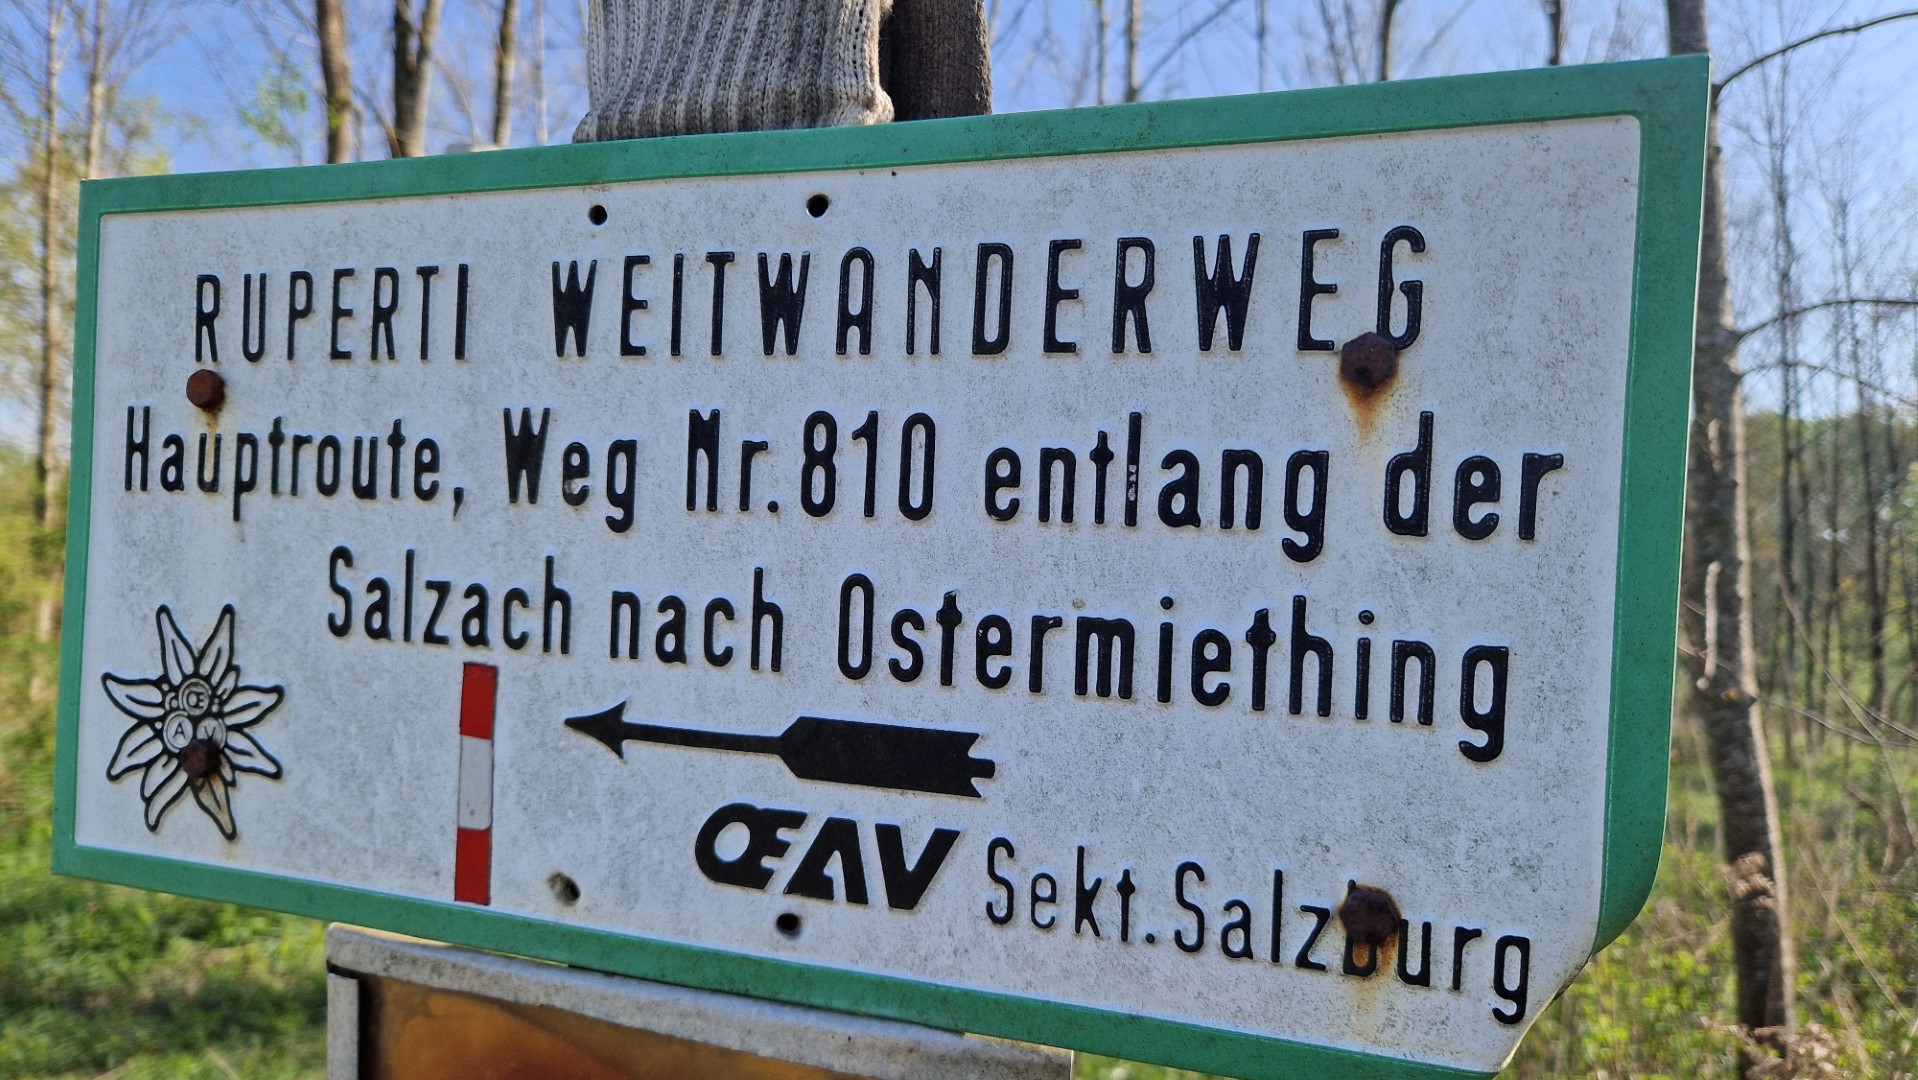 RUPERTI WEITWANDERWEG
Hauptroute, Weg Nr. 810 entlang der
Salzach nach Ostermiething
ŒAV Sekt. Salzburg
Œ
A V